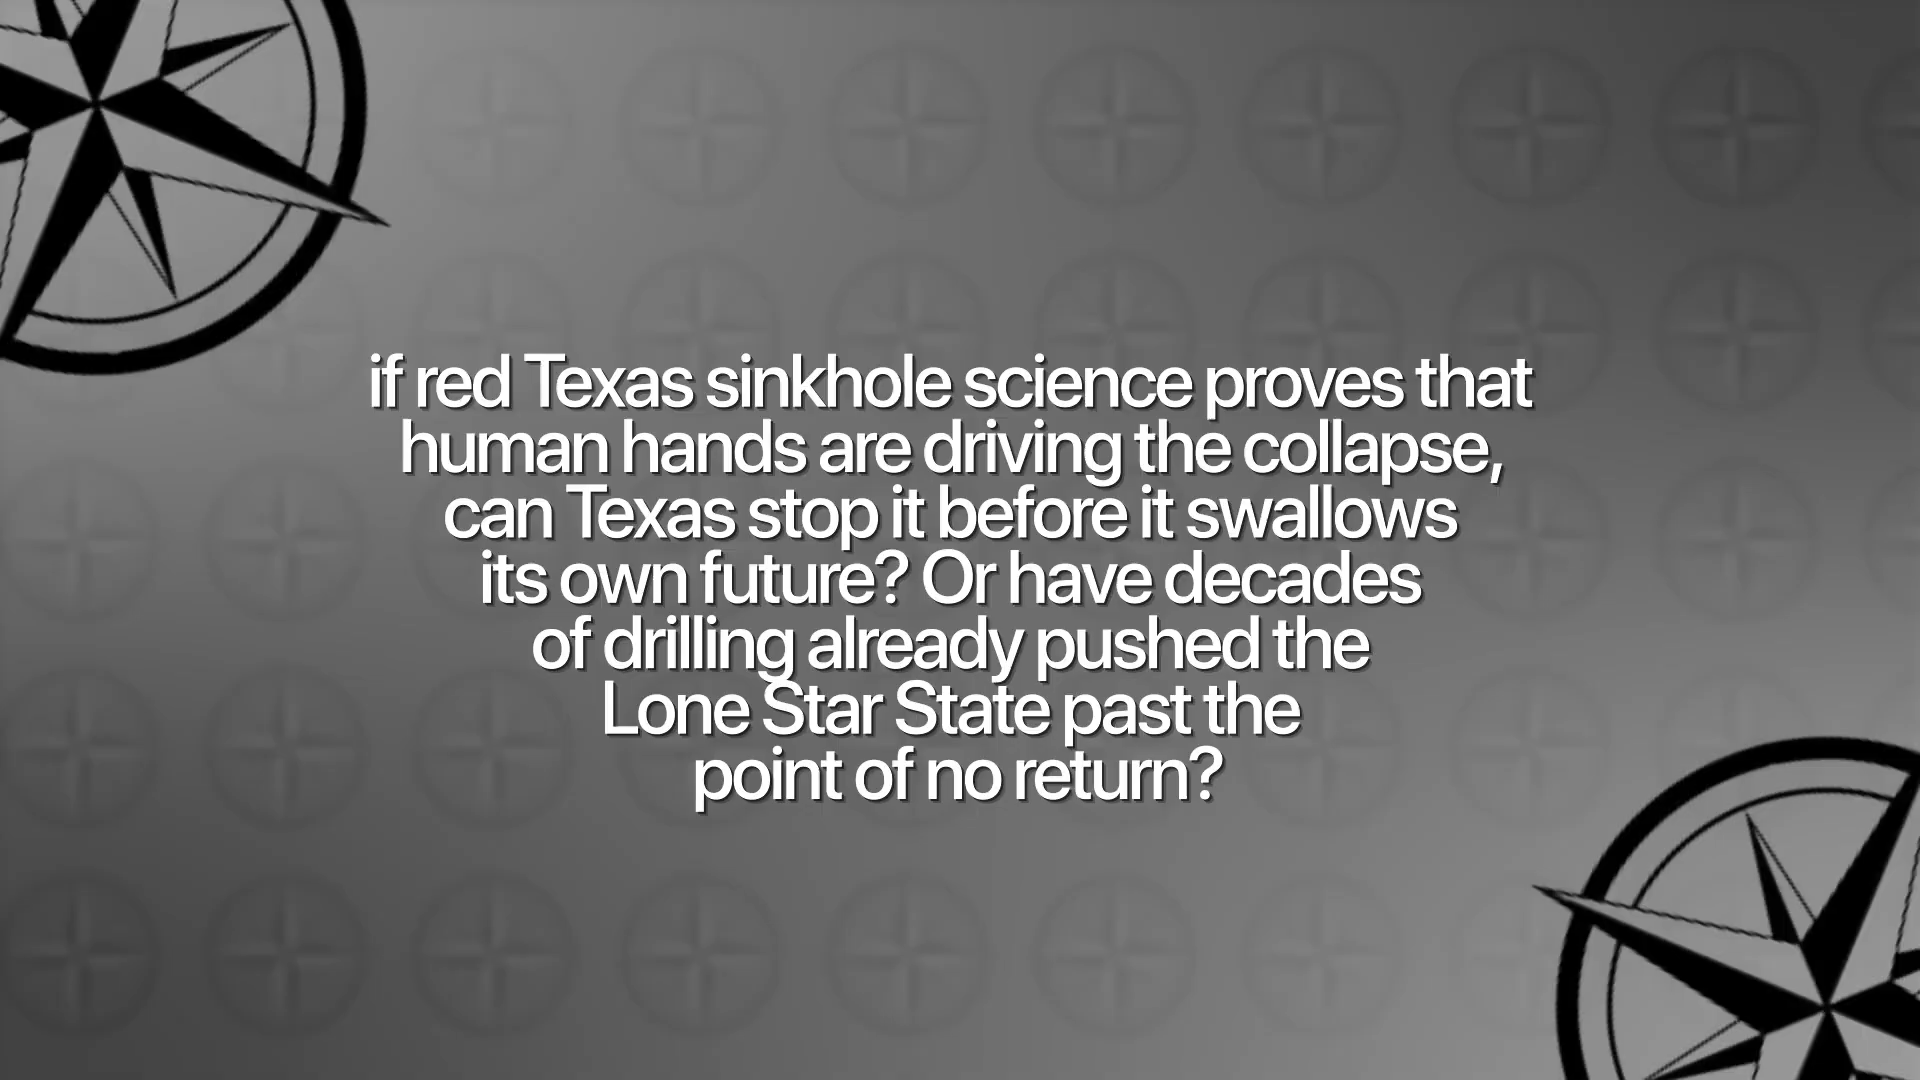 if red Texas sinkhole science proves that
human hands are driving the collapse,
can Texas stop it before it swallows
its own future? Or have decades
of drilling already pushed the
Lone Star State past the
point of no return?